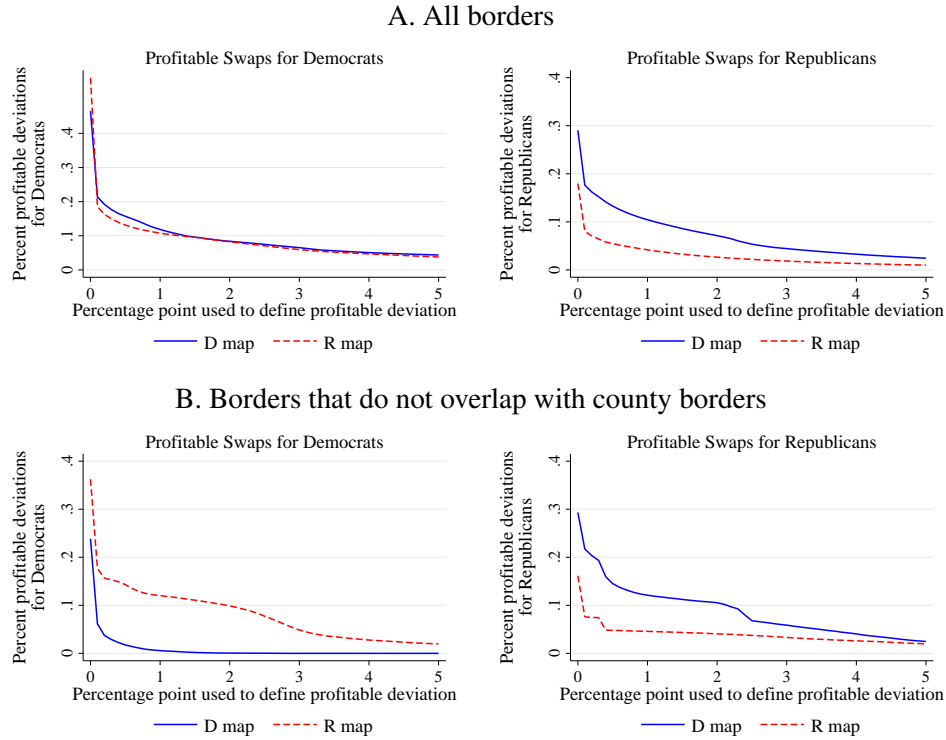 A. All borders
Profitable Swaps for Democrats
Percent profitable deviations
for Democrats
.4
.3
.2
.1
0
0 1 2 3 4 5
Percentage point used to define profitable deviation
D map R map
Profitable Swaps for Republicans
Percent profitable deviations
for Republicans
.4
.3
.2
.1
0
0 1 2 3 4 5
Percentage point used to define profitable deviation
D map R map
B. Borders that do not overlap with county borders
Profitable Swaps for Democrats
Percent profitable deviations
for Democrats
.4
.3
.2
.1
0
0 1 2 3 4 5
Percentage point used to define profitable deviation
D map R map
Profitable Swaps for Republicans
Percent profitable deviations
for Republicans
.4
.3
.2
.1
0
0 1 2 3 4 5
Percentage point used to define profitable deviation
D map R map